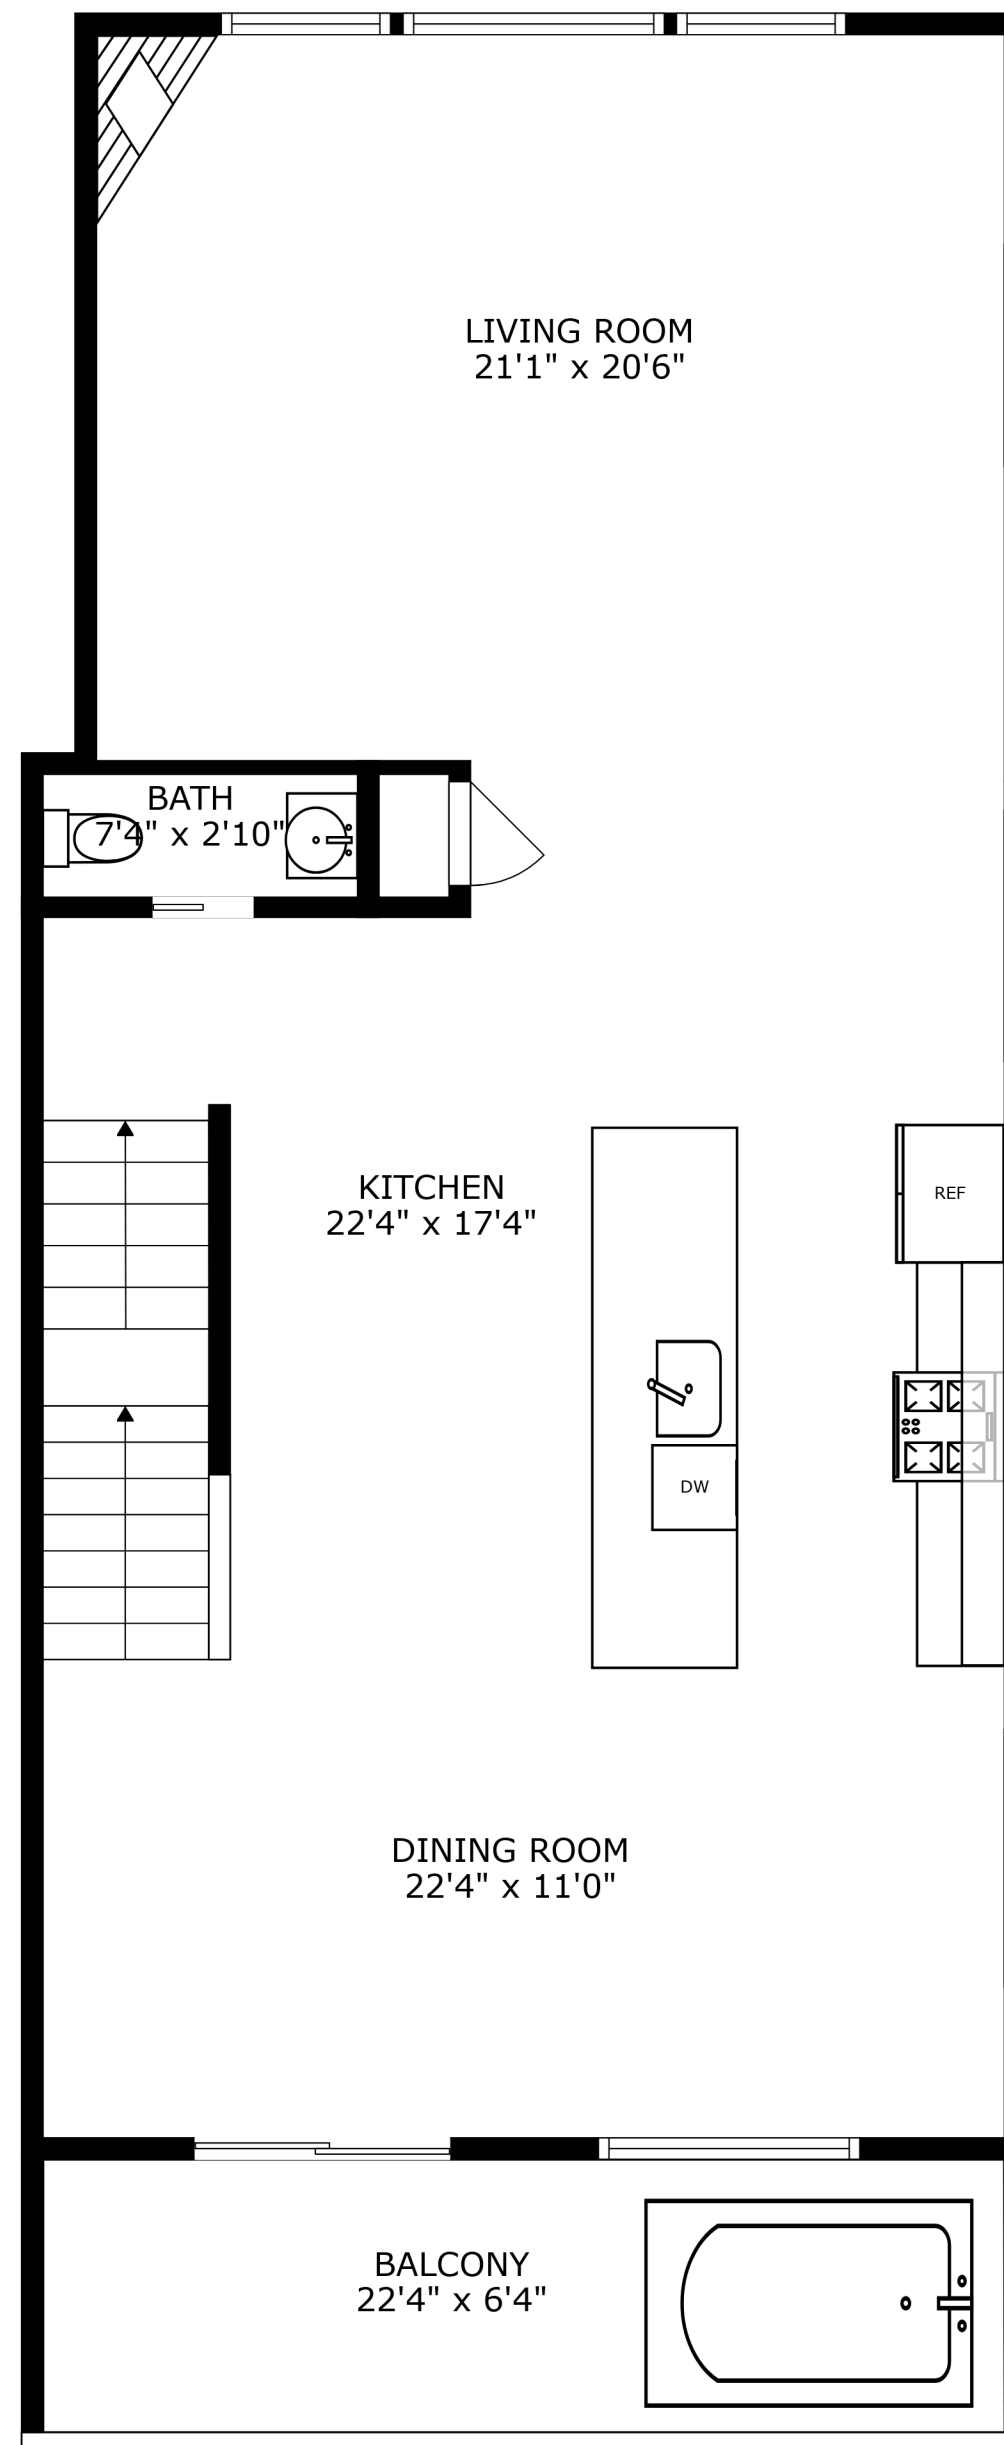 LIVING ROOM
21'1" x 20'6"
BATH
7'4" x 2'10"
KITCHEN
22'4" x 17'4"
REF
DW
DINING ROOM
22'4" x 11'0"
BALCONY
22'4" x 6'4"